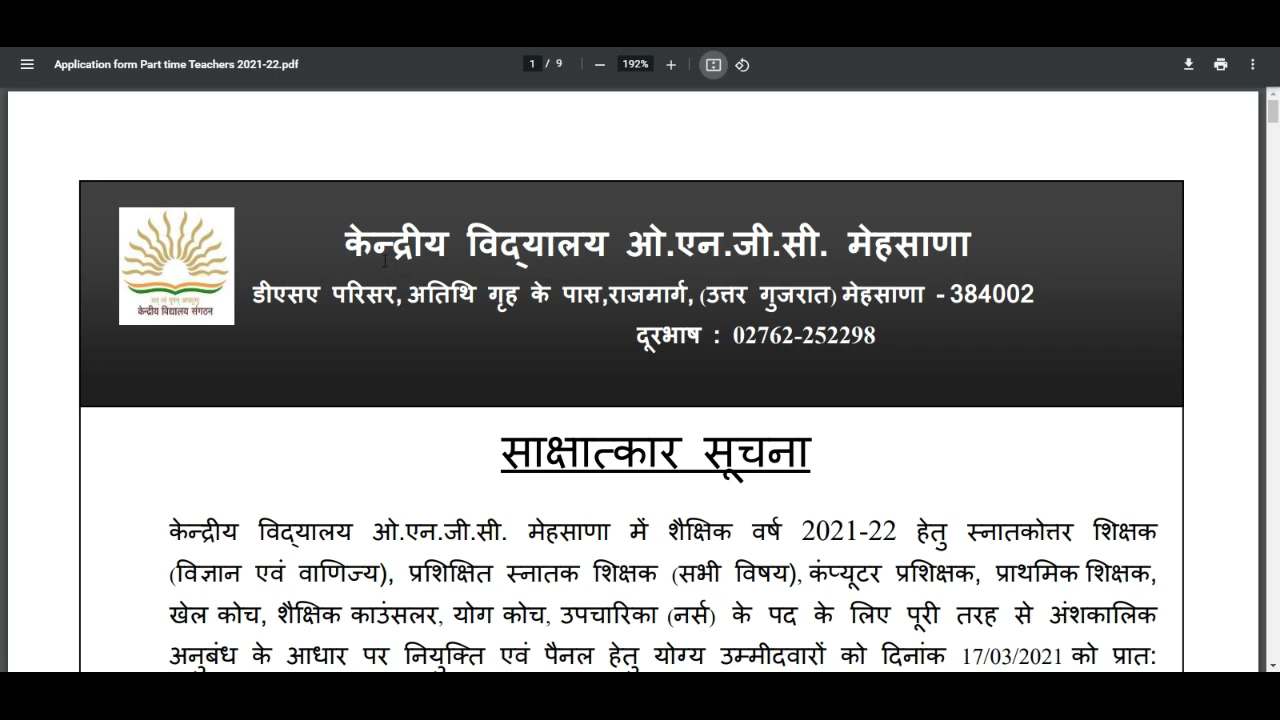 Application form Part time Teachers 2021-22.pdf
1 / 9
192%
केन्द्रीय विद्यालय ओ.एन.जी.सी. मेहसाणा
डीएसए परिसर, अतिथि गृह के पास,राजमार्ग, (उत्तर गुजरात) मेहसाणा - 384002
दूरभाष : 02762-252298
केन्द्रीय विद्यालय संगठन
साक्षात्कार सूचना
केन्द्रीय विद्यालय ओ.एन.जी.सी. मेहसाणा में शैक्षिक वर्ष 2021-22 हेतु स्नातकोत्तर शिक्षक
(विज्ञान एवं वाणिज्य), प्रशिक्षित स्नातक शिक्षक (सभी विषय), कंप्यूटर प्रशिक्षक, प्राथमिक शिक्षक,
खेल कोच, शैक्षिक काउंसलर, योग कोच, उपचारिका (नर्स) के पद के लिए पूरी तरह से अंशकालिक
अनुबंध के आधार पर नियुक्ति एवं पैनल हेतु योग्य उम्मीदवारों को दिनांक 17/03/2021 को प्रात: